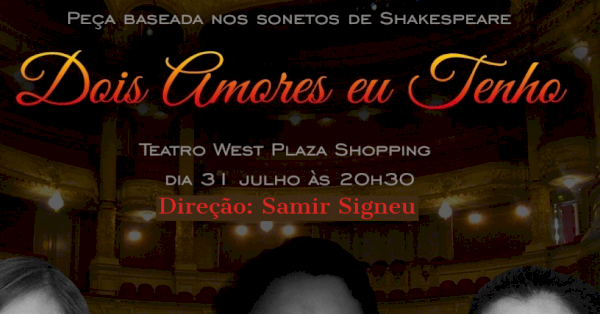 Peça baseada nos sonetos de Shakespeare
Dois Amores eu Tenho
Teatro West Plaza Shopping
dia 31 julho às 20h30
Direção: Samir Signeu